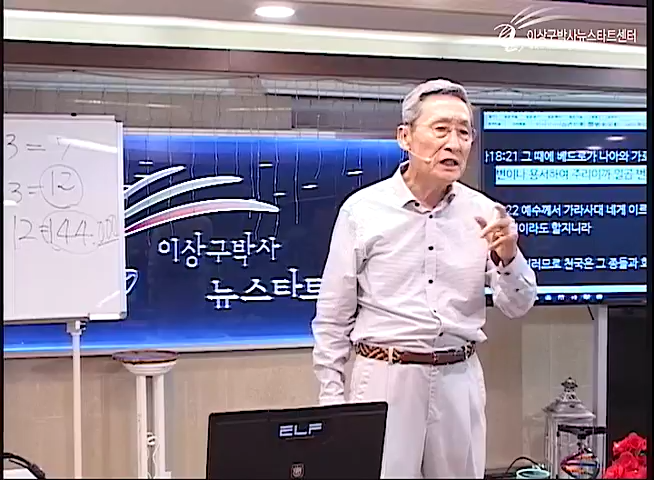 이상구박사뉴스타트센터
3 =
3 = 12
12 = 144.000
이상구박사
뉴스타트
18:21 그 때에 베드로가 나아와 가로
번이나 용서하여 주리이까 일곱 번
22 예수께서 가라사대 네게 이르
이라도 할지니라
러므로 천국은 그 종들과 회
ELF